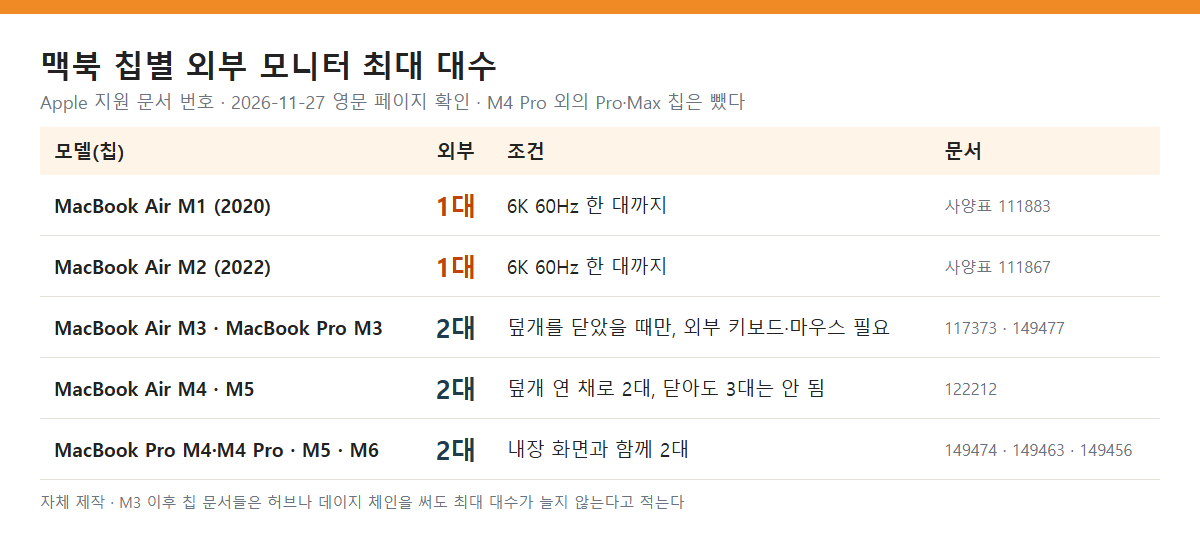 맥북 칩별 외부 모니터 최대 대수
Apple 지원 문서 번호 · 2026-11-27 영문 페이지 확인 · M4 Pro 외의 Pro·Max 칩은 뺐다
모델(칩) 외부 조건 문서
MacBook Air M1 (2020) 1대 6K 60Hz 한 대까지 사양표 111883
MacBook Air M2 (2022) 1대 6K 60Hz 한 대까지 사양표 111867
MacBook Air M3 · MacBook Pro M3 2대 덮개를 닫았을 때만, 외부 키보드·마우스 필요 117373 · 149477
MacBook Air M4 · M5 2대 덮개 연 채로 2대, 닫아도 3대는 안 됨 122212
MacBook Pro M4·M4 Pro · M5 · M6 2대 내장 화면과 함께 2대 149474 · 149463 · 149456
자체 제작 · M3 이후 칩 문서들은 허브나 데이지 체인을 써도 최대 대수가 늘지 않는다고 적는다